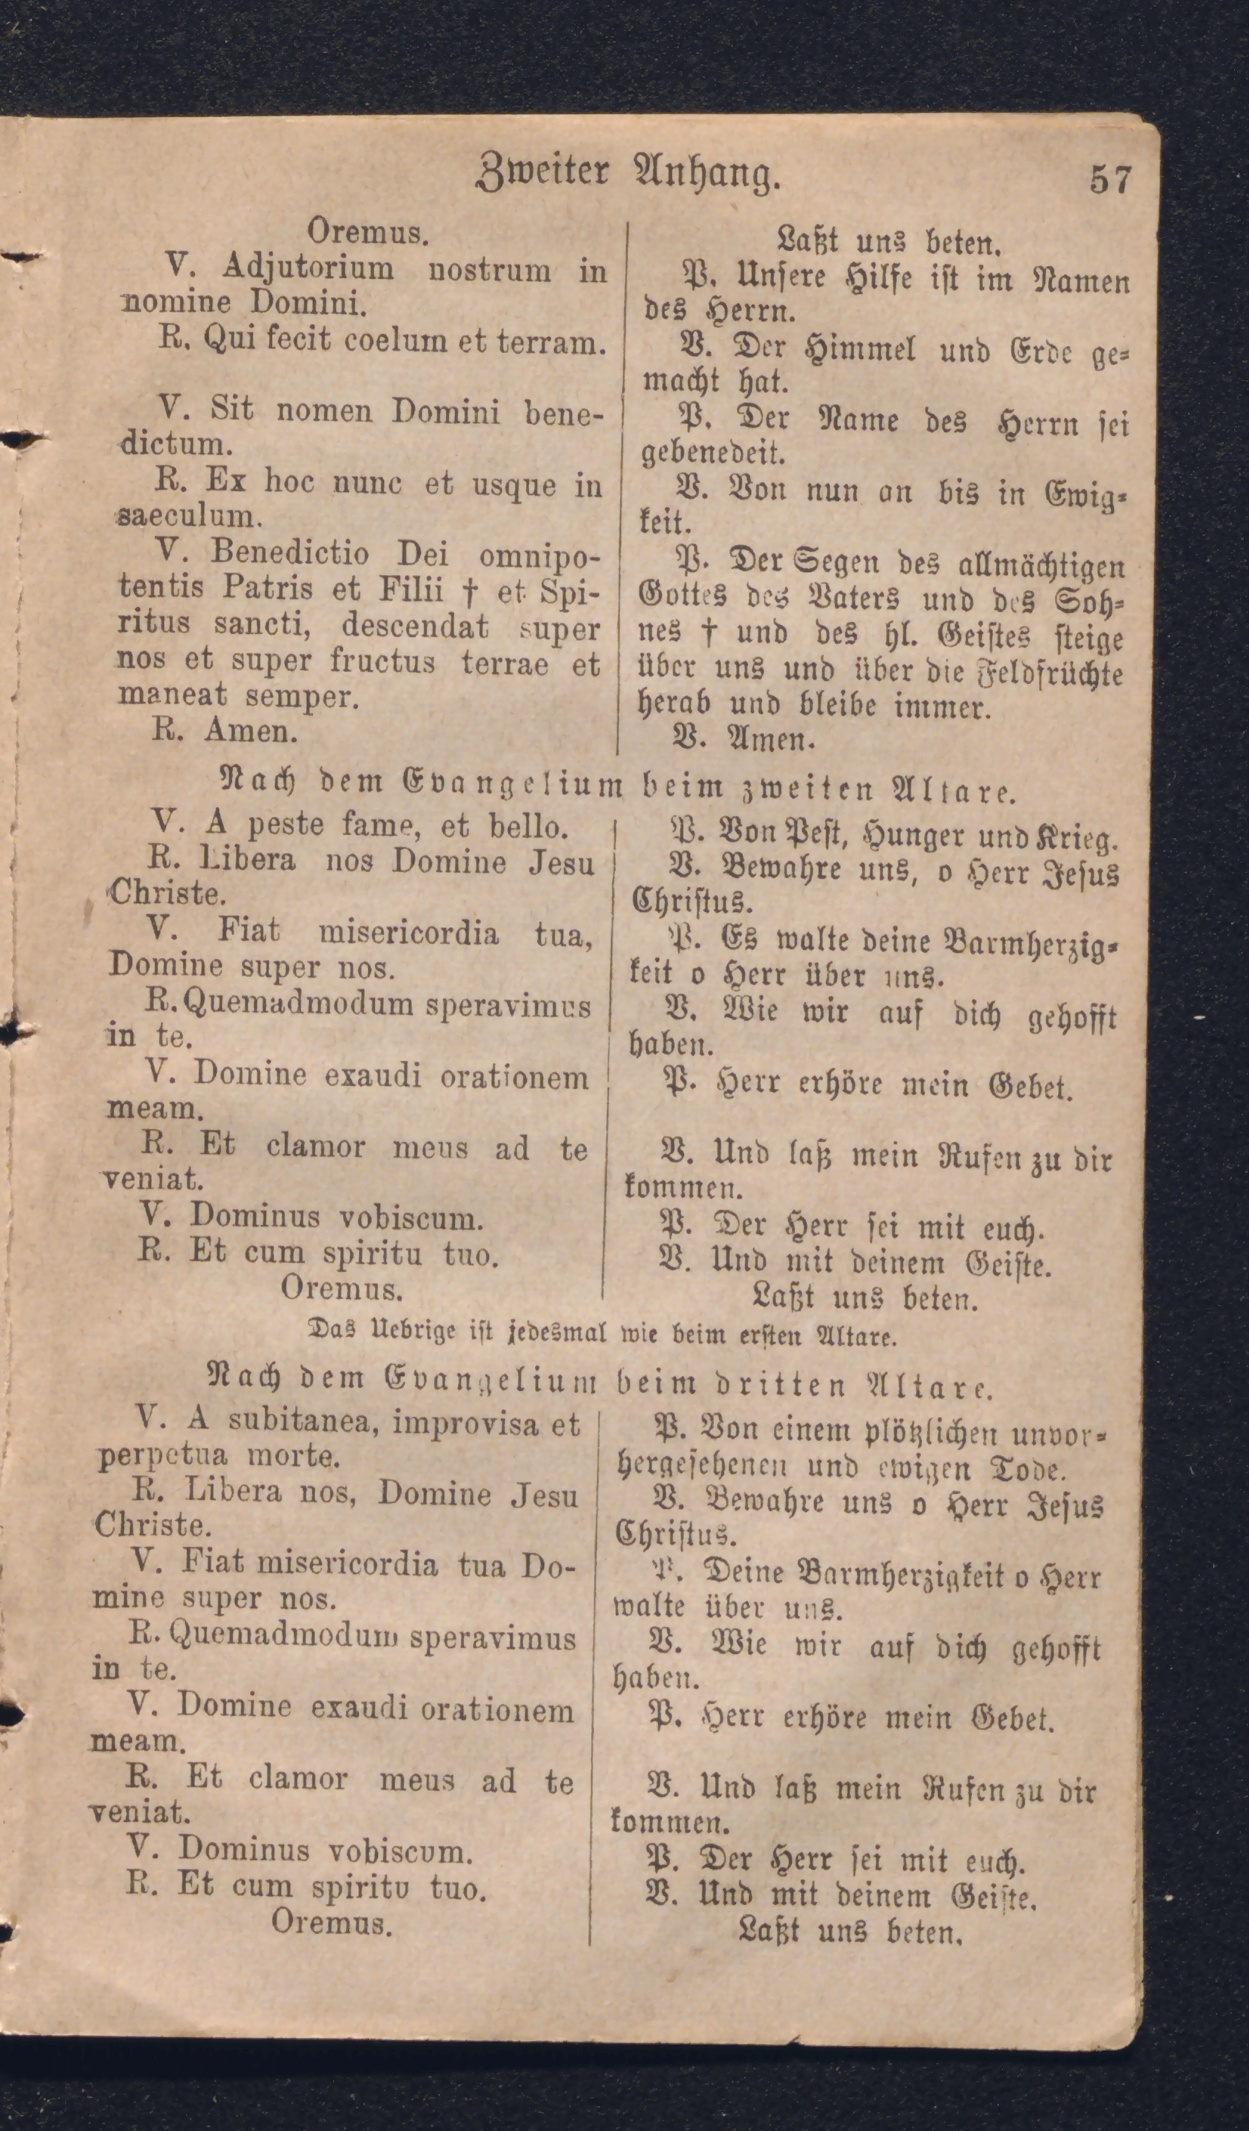 Zweiter Anhang. 57
Oremus.
V. Adjutorium nostrum in
nomine Domini.
R. Qui fecit coelum et terram.
V. Sit nomen Domini bene-
dictum.
R. Ex hoc nunc et usque in
saeculum.
V. Benedictio Dei omnipo-
tentis Patris et Filii † et Spi-
ritus sancti, descendat super
nos et super fructus terrae et
maneat semper.
R. Amen.
Laßt uns beten.
P. Unsere Hilfe ist im Namen
des Herrn.
V. Der Himmel und Erde ge-
macht hat.
P. Der Name des Herrn sei
gebenedeit.
V. Von nun an bis in Ewig-
keit.
P. Der Segen des allmächtigen
Gottes des Vaters und des Soh-
nes † und des hl. Geistes steige
über uns und über die Feldfrüchte
herab und bleibe immer.
V. Amen.
Nach dem Evangelium beim zweiten Altare.
V. A peste fame, et bello.
R. Libera nos Domine Jesu
Christe.
V. Fiat misericordia tua,
Domine super nos.
R. Quemadmodum speravimus
in te.
V. Domine exaudi orationem
meam.
R. Et clamor meus ad te
veniat.
V. Dominus vobiscum.
R. Et cum spiritu tuo.
Oremus.
P. Von Pest, Hunger und Krieg.
V. Bewahre uns, o Herr Jesus
Christus.
P. Es walte deine Barmherzig-
keit o Herr über uns.
V. Wie wir auf dich gehofft
haben.
P. Herr erhöre mein Gebet.
V. Und laß mein Rufen zu dir
kommen.
P. Der Herr sei mit euch.
V. Und mit deinem Geiste.
Laßt uns beten.
Das Uebrige ist jedesmal wie beim ersten Altare.
Nach dem Evangelium beim dritten Altare.
V. A subitanea, improvisa et
perpetua morte.
R. Libera nos, Domine Jesu
Christe.
V. Fiat misericordia tua Do-
mine super nos.
R. Quemadmodum speravimus
in te.
V. Domine exaudi orationem
meam.
R. Et clamor meus ad te
veniat.
V. Dominus vobiscum.
R. Et cum spiritu tuo.
Oremus.
P. Von einem plötzlichen unvor-
hergesehenen und ewigen Tode.
V. Bewahre uns o Herr Jesus
Christus.
P. Deine Barmherzigkeit o Herr
walte über uns.
V. Wie wir auf dich gehofft
haben.
P. Herr erhöre mein Gebet.
V. Und laß mein Rufen zu dir
kommen.
P. Der Herr sei mit euch.
V. Und mit deinem Geiste.
Laßt uns beten.